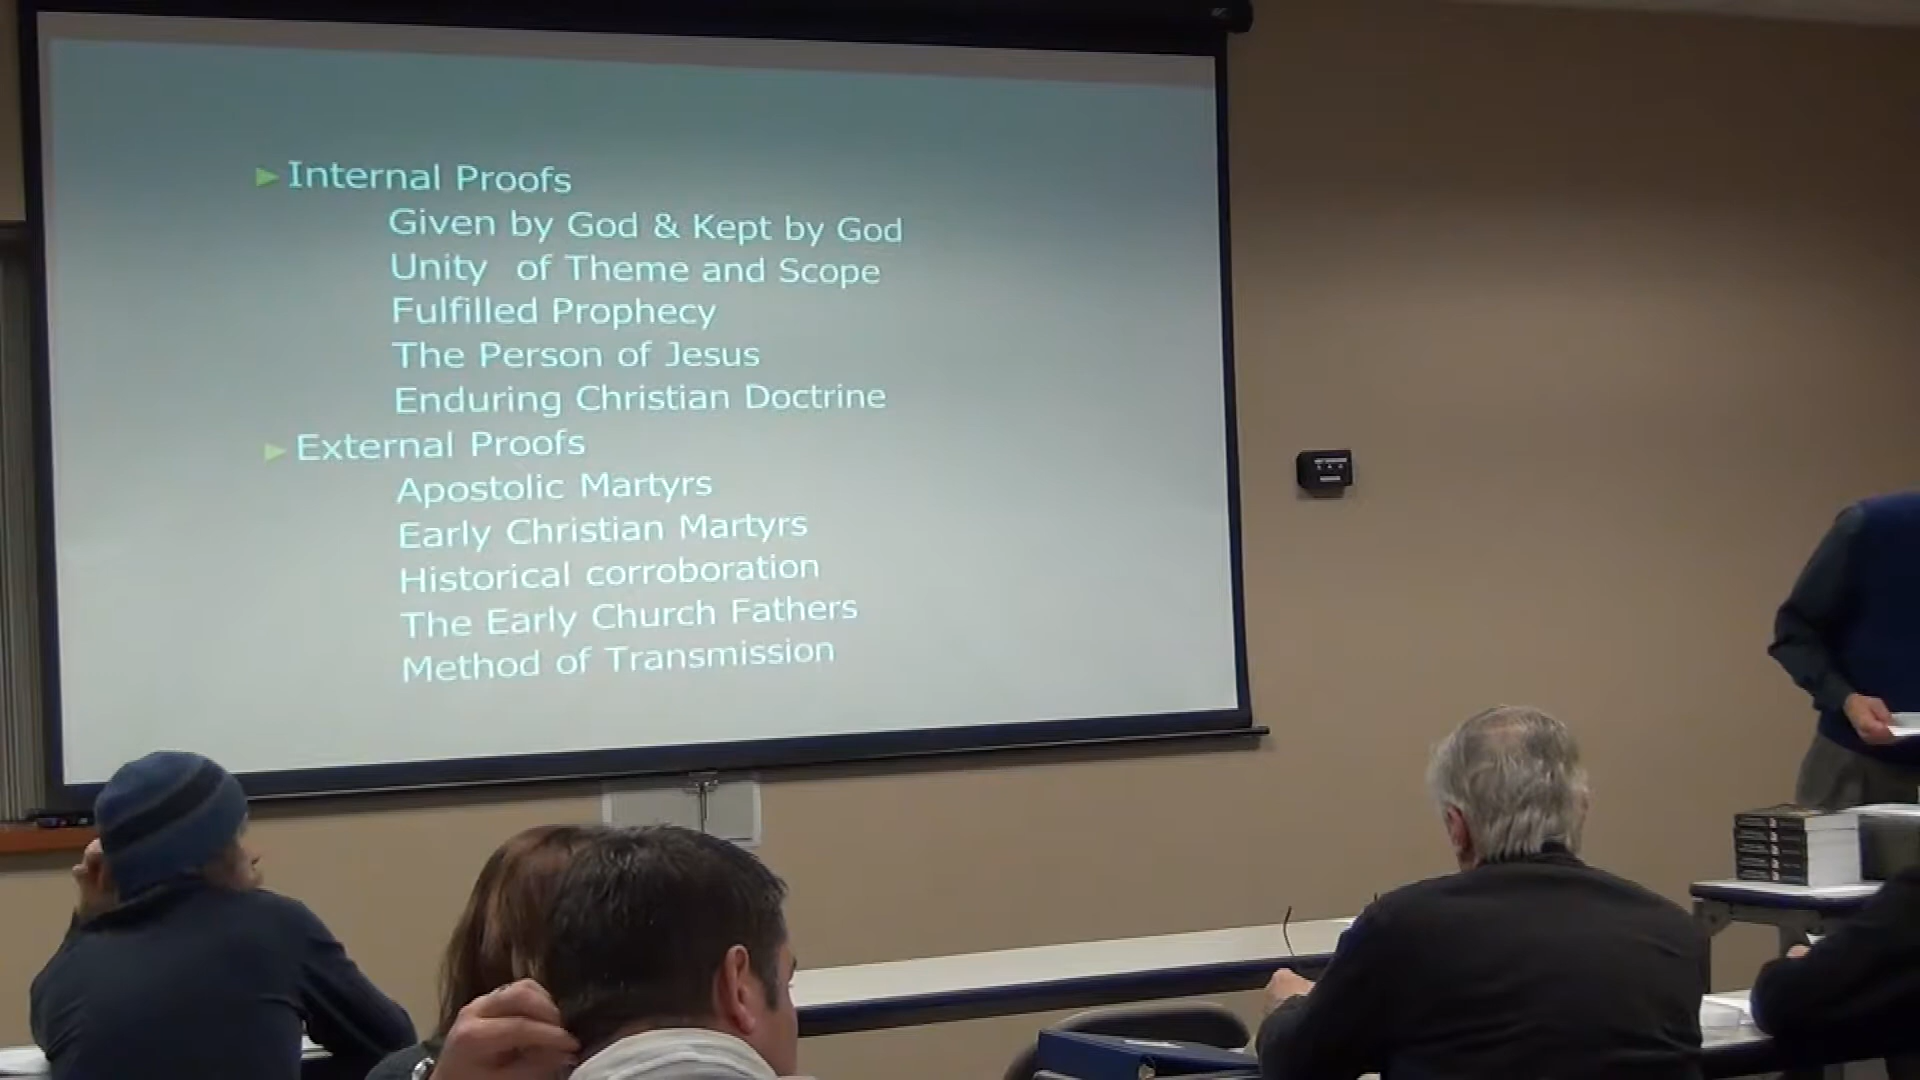 ► Internal Proofs
Given by God & Kept by God
Unity of Theme and Scope
Fulfilled Prophecy
The Person of Jesus
Enduring Christian Doctrine
► External Proofs
Apostolic Martyrs
Early Christian Martyrs
Historical corroboration
The Early Church Fathers
Method of Transmission